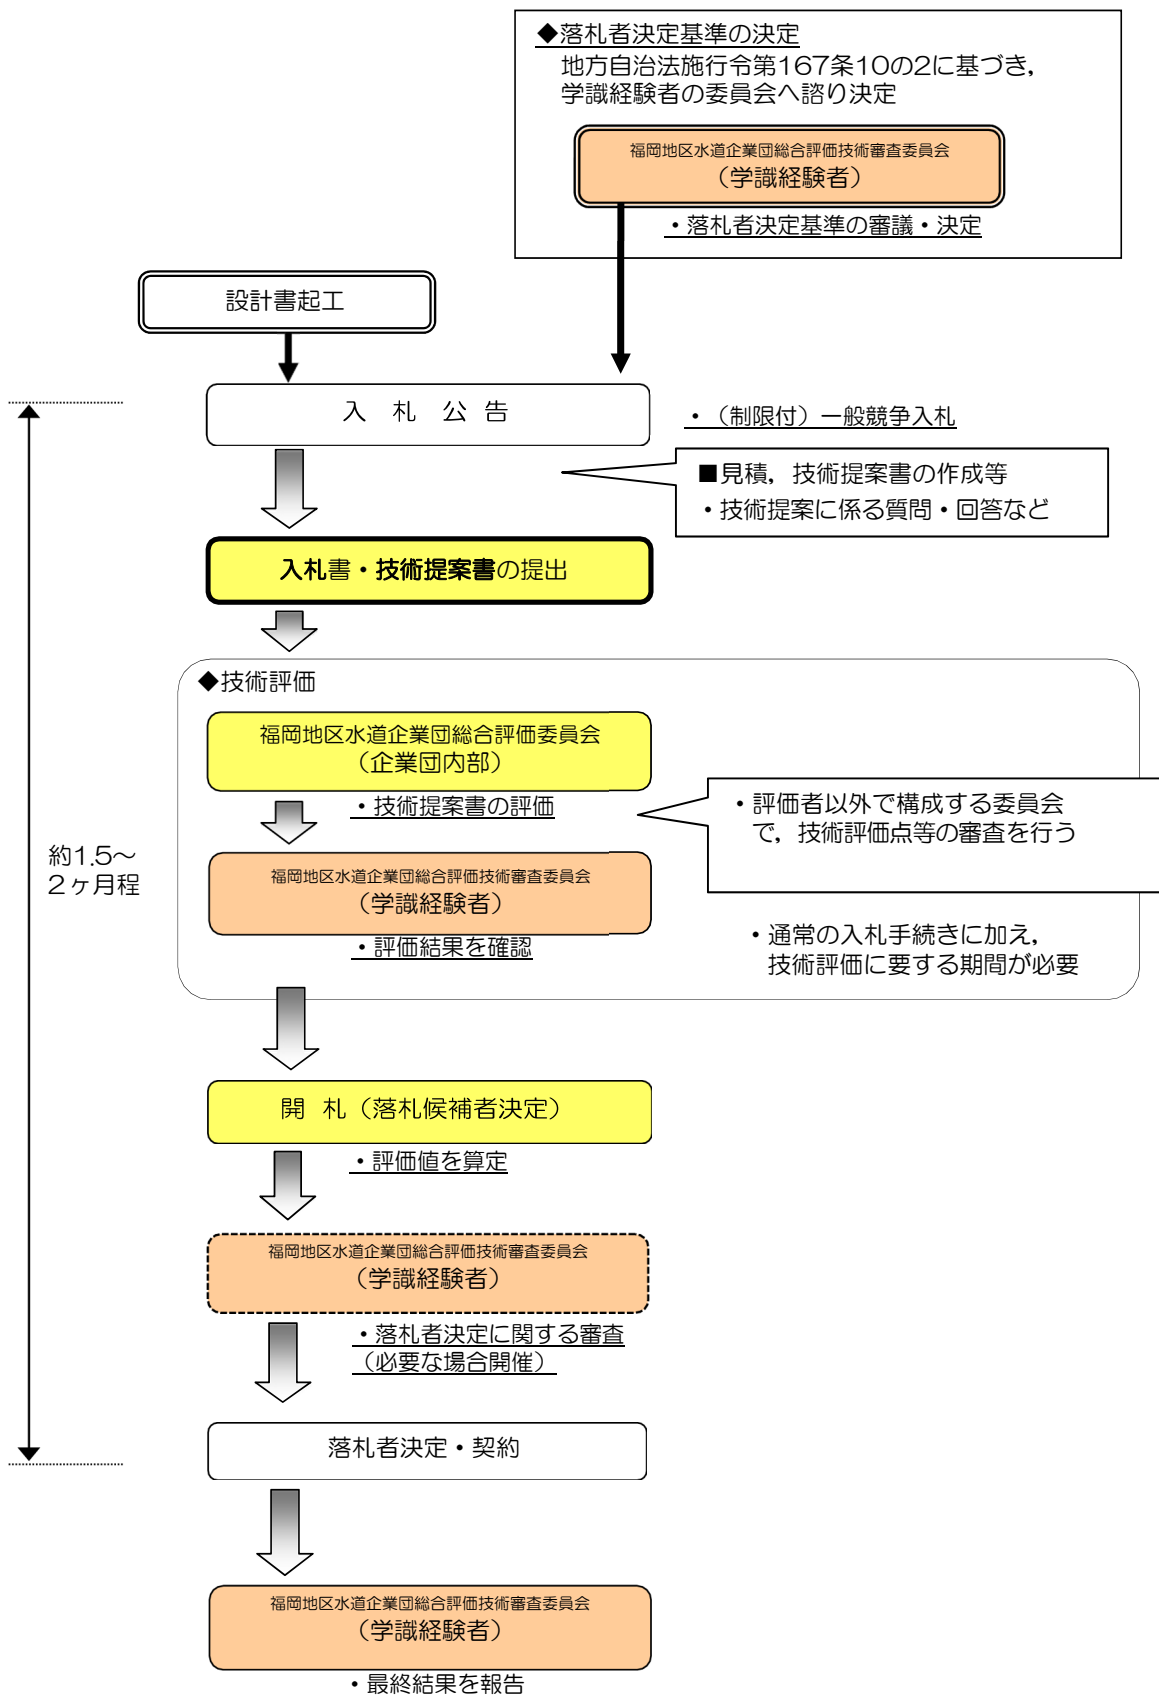 ◆落札者決定基準の決定
地方自治法施行令第167条10の2に基づき，
学識経験者の委員会へ諮り決定
福岡地区水道企業団総合評価技術審査委員会
（学識経験者）
・落札者決定基準の審議・決定
設計書起工
入 札 公 告
・（制限付）一般競争入札
■見積，技術提案書の作成等
・技術提案に係る質問・回答など
入札書・技術提案書の提出
◆技術評価
福岡地区水道企業団総合評価委員会
（企業団内部）
・技術提案書の評価
・評価者以外で構成する委員会
で，技術評価点等の審査を行う
約1.5～
2ヶ月程
福岡地区水道企業団総合評価技術審査委員会
（学識経験者）
・評価結果を確認
・通常の入札手続きに加え，
技術評価に要する期間が必要
開 札（落札候補者決定）
・評価値を算定
福岡地区水道企業団総合評価技術審査委員会
（学識経験者）
・落札者決定に関する審査
（必要な場合開催）
落札者決定・契約
福岡地区水道企業団総合評価技術審査委員会
（学識経験者）
・最終結果を報告